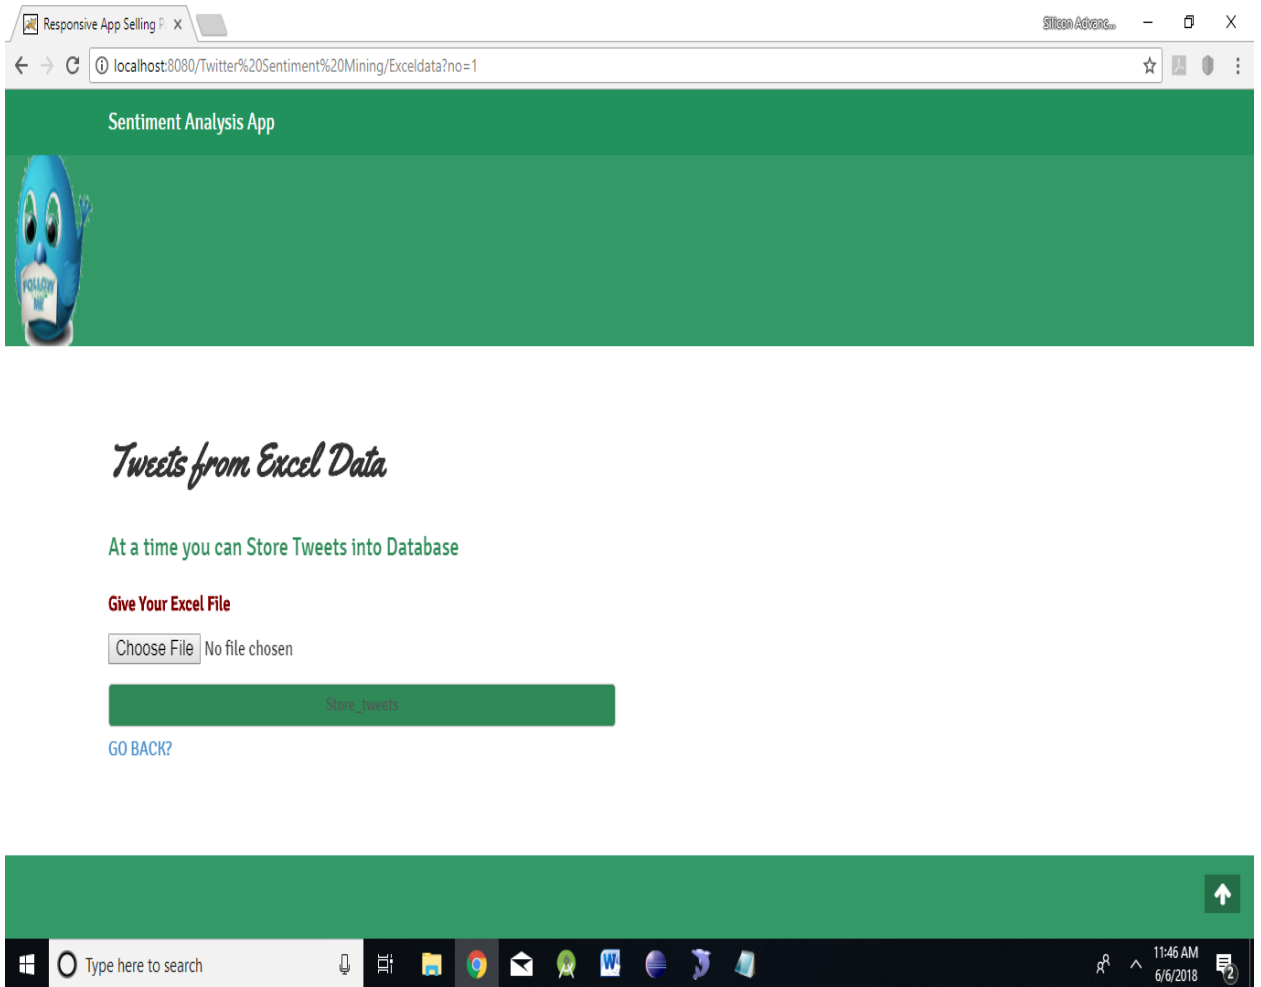 Responsive App Selling P
Silicon Advanc...
localhost:8080/Twitter%20Sentiment%20Mining/Exceldata?no=1
Sentiment Analysis App
FOLLOW
ME
Tweets from Excel Data
At a time you can Store Tweets into Database
Give Your Excel File
Choose File No file chosen
Store_tweets
GO BACK?
Type here to search
11:46 AM
6/6/2018
2